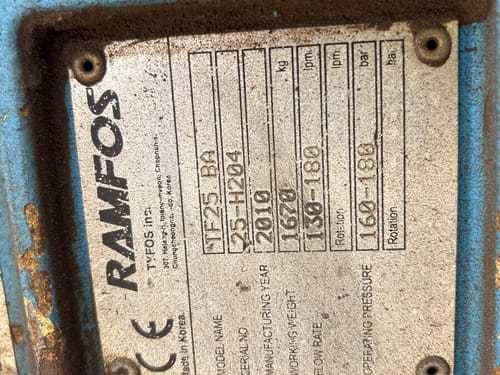 RAMFOS
TYFOS inc.
CE
Made in Korea.
MODEL NAME TF25 BA
SERIAL NO 25-H204
MANUFACTURING YEAR 2010
WORKING WEIGHT 1670 kg
FLOW RATE 130-180 lpm.
Rotation lpm.
OPERATING PRESSURE 160-180 bar
Rotation bar.